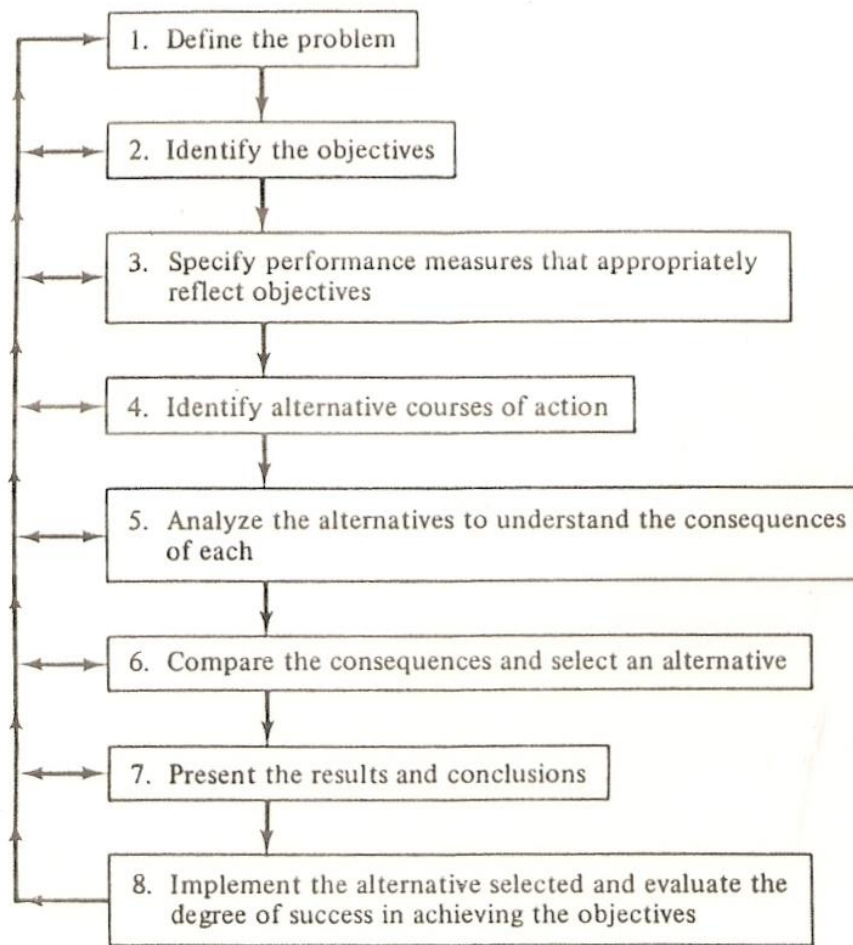 1. Define the problem
2. Identify the objectives
3. Specify performance measures that appropriately
reflect objectives
4. Identify alternative courses of action
5. Analyze the alternatives to understand the consequences
of each
6. Compare the consequences and select an alternative
7. Present the results and conclusions
8. Implement the alternative selected and evaluate the
degree of success in achieving the objectives